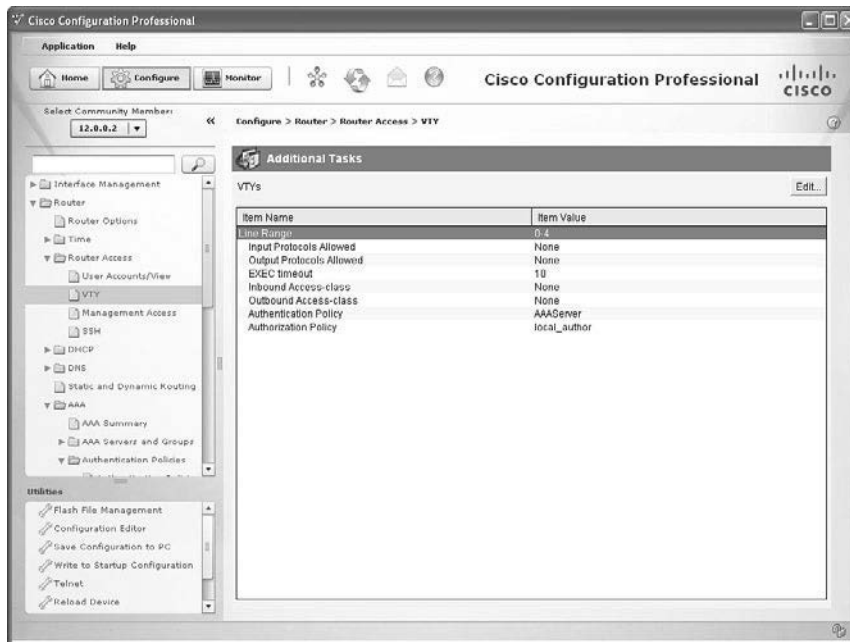 Cisco Configuration Professional
Application Help
Home Configure Monitor Cisco Configuration Professional CISCO
Select Community Member:
12.0.0.2
Configure > Router > Router Access > VTY
Additional Tasks
VTYs Edit...
Interface Management
Router
Router Options
Time
Router Access
User Accounts/View
VTY
Management Access
SSH
DHCP
DNS
Static and Dynamic Routing
AAA
AAA Summary
AAA Servers and Groups
Authentication Policies
Item Name Item Value
Line Range 0-4
Input Protocols Allowed None
Output Protocols Allowed None
EXEC timeout 10
Inbound Access-class None
Outbound Access-class None
Authentication Policy AAAServer
Authorization Policy local_author
Utilities
Flash File Management
Configuration Editor
Save Configuration to PC
Write to Startup Configuration
Telnet
Reload Device